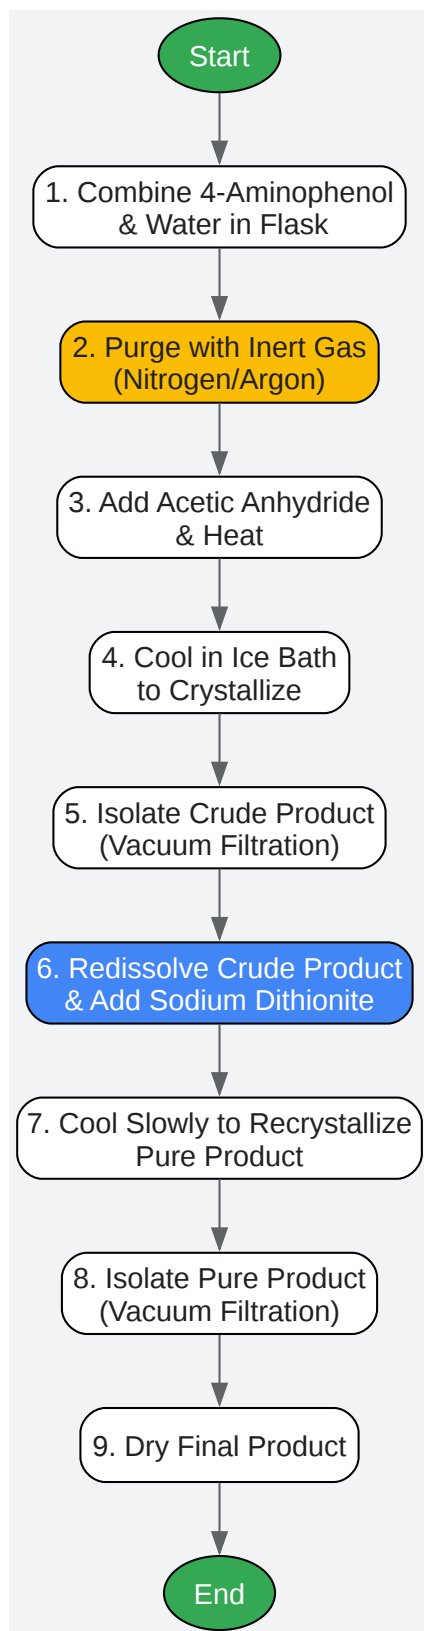 Start
1. Combine 4-Aminophenol
& Water in Flask
2. Purge with Inert Gas
(Nitrogen/Argon)
3. Add Acetic Anhydride
& Heat
4. Cool in Ice Bath
to Crystallize
5. Isolate Crude Product
(Vacuum Filtration)
6. Redissolve Crude Product
& Add Sodium Dithionite
7. Cool Slowly to Recrystallize
Pure Product
8. Isolate Pure Product
(Vacuum Filtration)
9. Dry Final Product
End